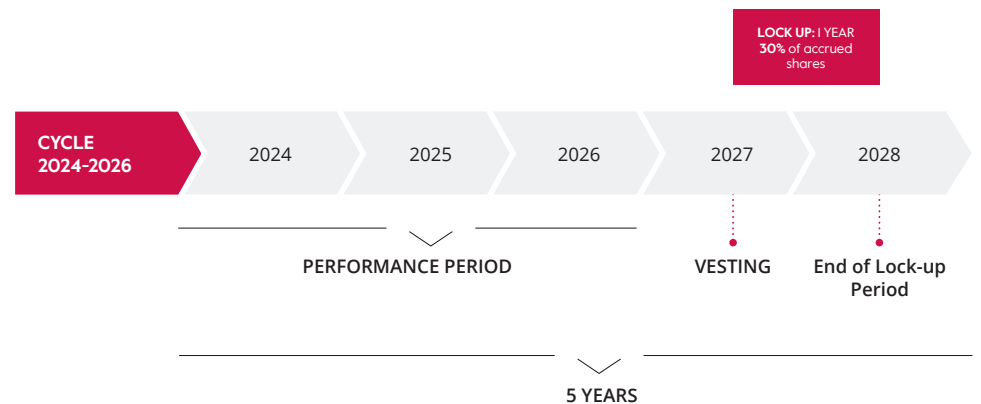 LOCK UP: 1 YEAR
30% of accrued
shares
CYCLE
2024-2026
2024
2025
2026
2027
2028
PERFORMANCE PERIOD
VESTING
End of Lock-up
Period
5 YEARS